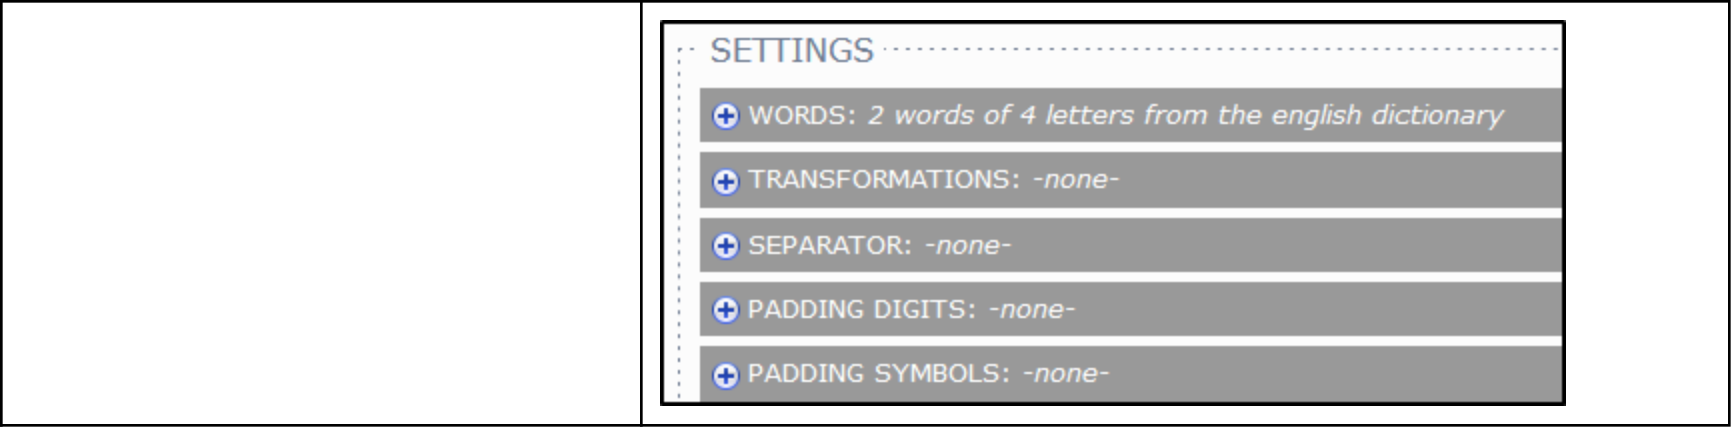 SETTINGS
WORDS: 2 words of 4 letters from the english dictionary
TRANSFORMATIONS: -none-
SEPARATOR: -none-
PADDING DIGITS: -none-
PADDING SYMBOLS: -none-